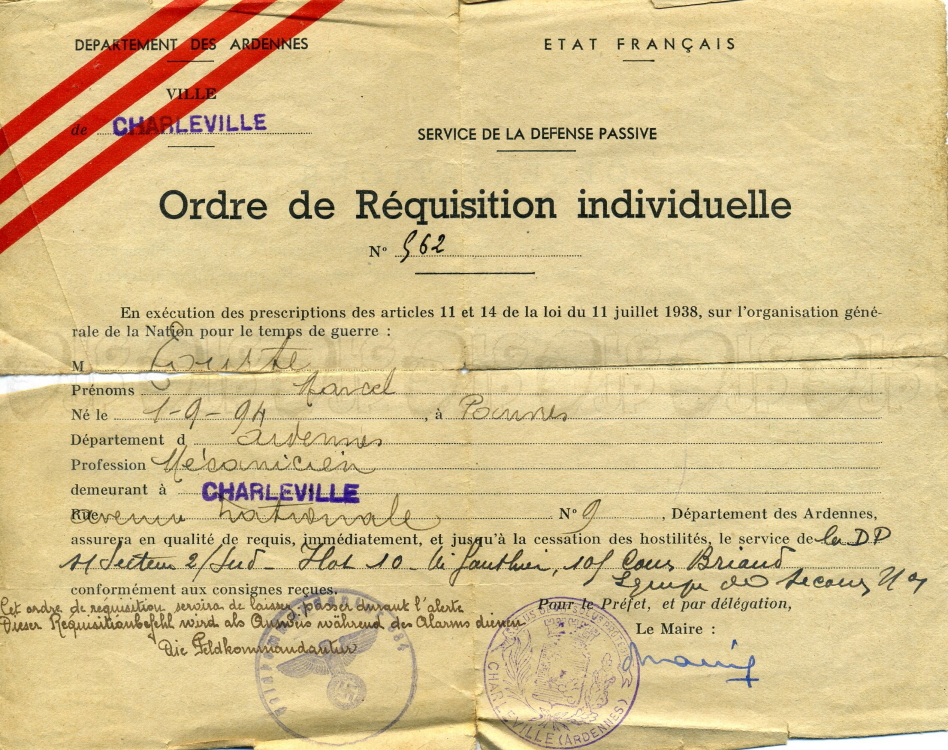 DEPARTEMENT DES ARDENNES
ETAT FRANÇAIS
VILLE
de CHARLEVILLE
SERVICE DE LA DEFENSE PASSIVE
Ordre de Réquisition individuelle
N° 962
En exécution des prescriptions des articles 11 et 14 de la loi du 11 juillet 1938, sur l'organisation géné-
rale de la Nation pour le temps de guerre :
M
Prénoms Marcel
Né le 1-9-94, à
Département d Ardennes
Profession Mécanicien
demeurant à CHARLEVILLE
Rue avenue Nationale N° 9, Département des Ardennes,
assurera en qualité de requis, immédiatement, et jusqu'à la cessation des hostilités, le service de la DP
Secteur 2/Sud - Ilot 10 - Gauthier, 105 Cours Briand
Equipe de Secours N°
conformément aux consignes reçues.
Cet ordre de requisition servira de laissez passer durant l'alerte
Dieser Requisitionbefehl wird als Ausweis während des Alarms dienen
Die Feldkommandantur
Pour le Préfet, et par délégation,
Le Maire :
CHARLEVILLE (ARDENNES)